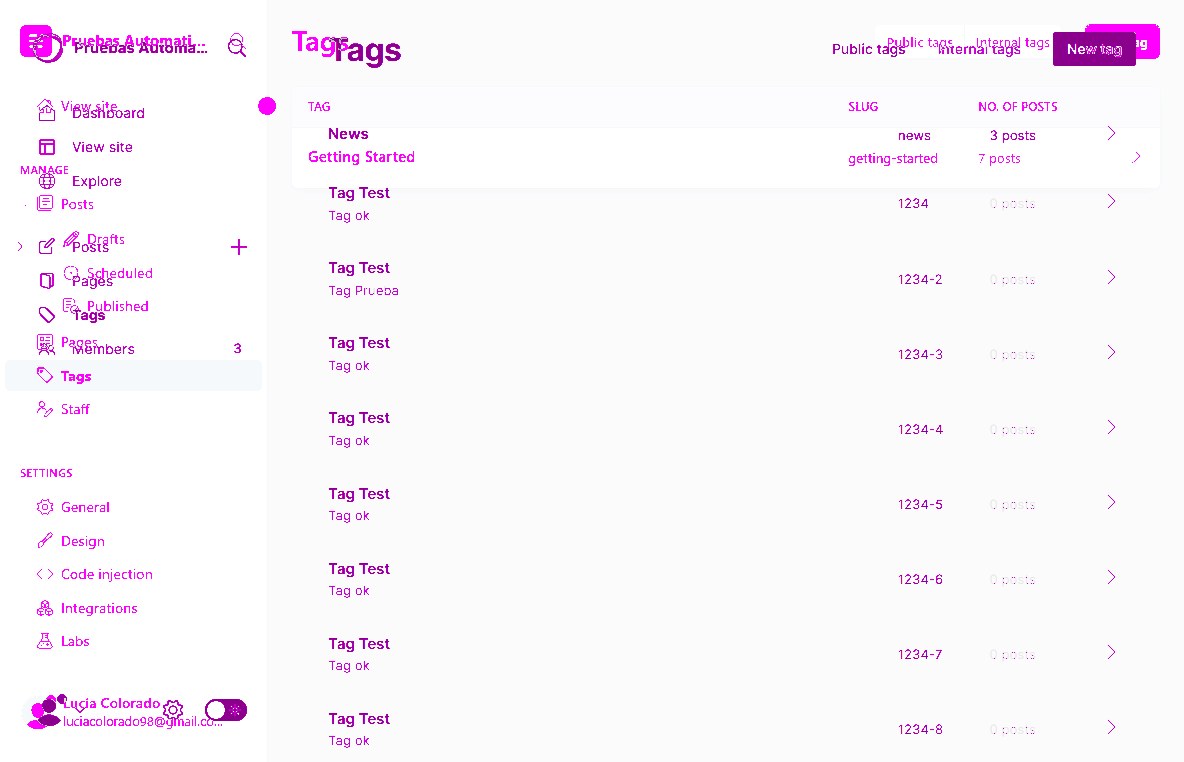 Pruebas Automati...
Pruebas Automa...
View site
Dashboard
View site
MANAGE
Explore
Posts
Drafts
Posts
Scheduled
Pages
Published
Tags
Pages
Members 3
Tags
Staff
SETTINGS
General
Design
Code injection
Integrations
Labs
Lucia Colorado
luciacolorado98@gmail.co...
Tags
Tags
Public tags Internal tags
Public tags Internal tags New tag
TAG SLUG NO. OF POSTS
News news 3 posts
Getting Started getting-started 7 posts
Tag Test
Tag ok 1234 0 posts
Tag Test
Tag Prueba 1234-2 0 posts
Tag Test
Tag ok 1234-3 0 posts
Tag Test
Tag ok 1234-4 0 posts
Tag Test
Tag ok 1234-5 0 posts
Tag Test
Tag ok 1234-6 0 posts
Tag Test
Tag ok 1234-7 0 posts
Tag Test
Tag ok 1234-8 0 posts